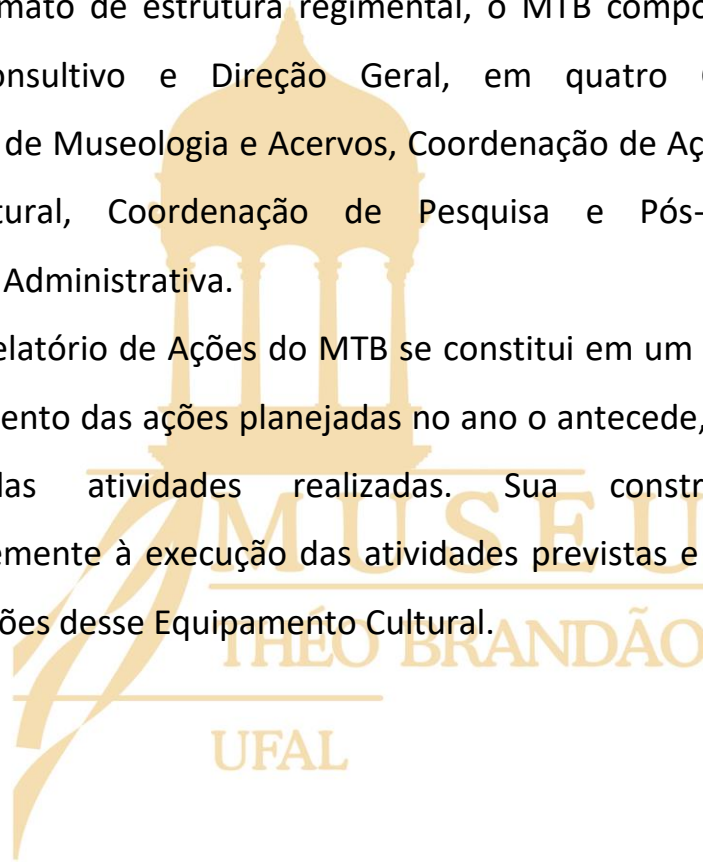 mato de estrutura regimental, o MTB compo
onsultivo e Direção Geral, em quatro
de Museologia e Acervos, Coordenação de Aç
tural, Coordenação de Pesquisa e Pós-
Administrativa.
elatório de Ações do MTB se constitui em um
ento das ações planejadas no ano o antecede,
das atividades realizadas. Sua constr
emente à execução das atividades previstas e
ões desse Equipamento Cultural.
MUSEU
THÉO BRANDÃO
UFAL